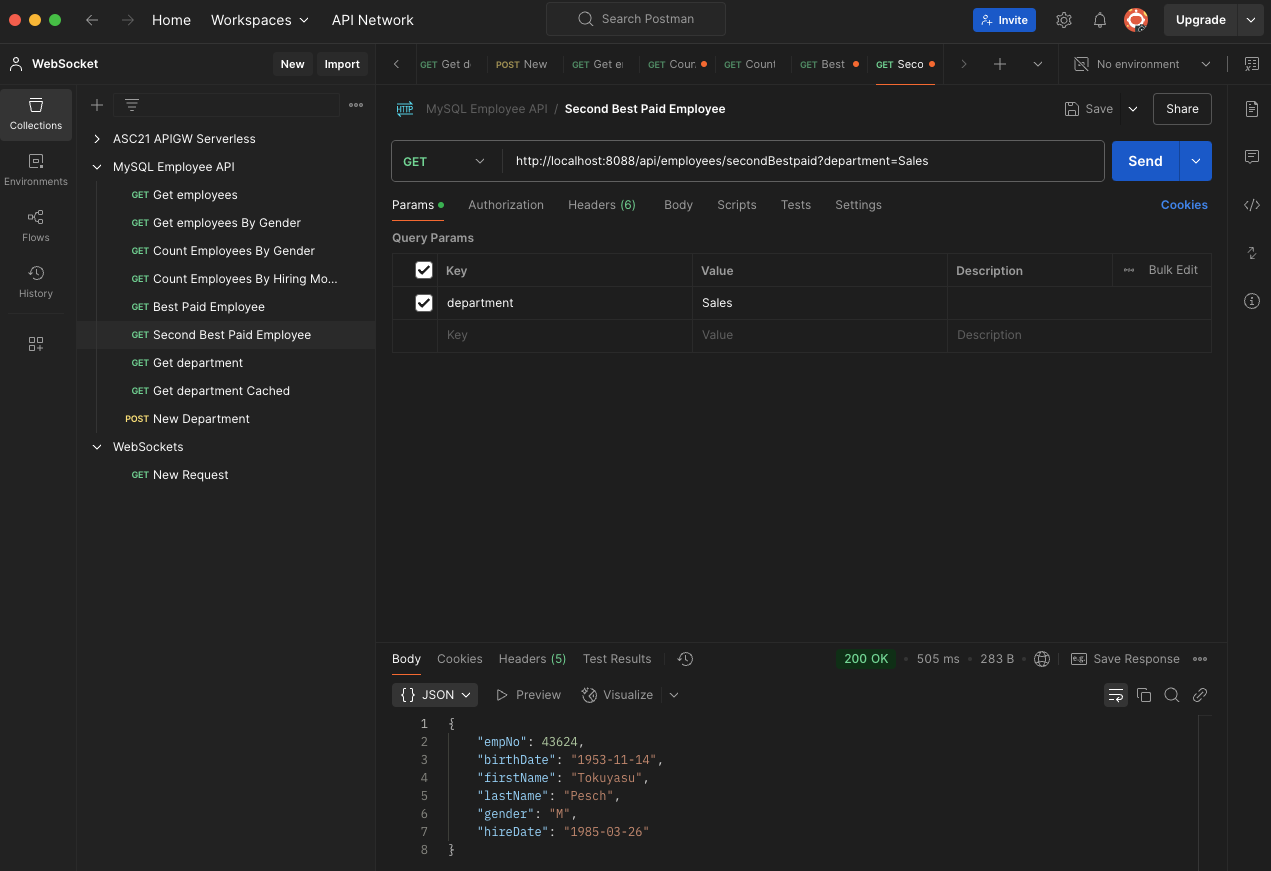 Home Workspaces API Network Search Postman Invite Upgrade
WebSocket New Import
GET Get d POST New GET Get e GET Coun GET Count GET Best GET Seco No environment
Collections
Environments
Flows
History
ASC21 APIGW Serverless
MySQL Employee API
GET Get employees
GET Get employees By Gender
GET Count Employees By Gender
GET Count Employees By Hiring Mo...
GET Best Paid Employee
GET Second Best Paid Employee
GET Get department
GET Get department Cached
POST New Department
WebSockets
GET New Request
HTTP MySQL Employee API / Second Best Paid Employee Save Share
GET http://localhost:8088/api/employees/secondBestpaid?department=Sales Send
Params Authorization Headers (6) Body Scripts Tests Settings Cookies
Query Params
Key Value Description Bulk Edit
department Sales
Key Value Description
Body Cookies Headers (5) Test Results 200 OK 505 ms 283 B e.g. Save Response
{} JSON Preview Visualize
1 {
2 "empNo": 43624,
3 "birthDate": "1953-11-14",
4 "firstName": "Tokuyasu",
5 "lastName": "Pesch",
6 "gender": "M",
7 "hireDate": "1985-03-26"
8 }